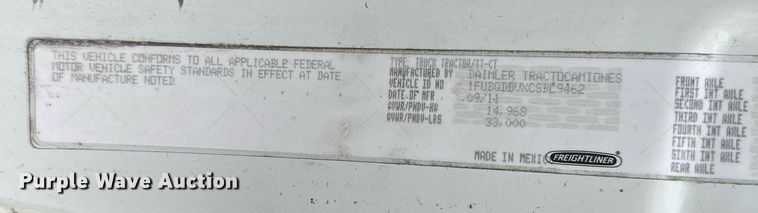 THIS VEHICLE CONFORMS TO ALL APPLICABLE FEDERAL
MOTOR VEHICLE SAFETY STANDARDS IN EFFECT AT DATE
OF MANUFACTURE NOTED.
TYPE: TRUCK TRACTOR/TT-CT
MANUFACTURED BY DAIMLER TRACTOCAMIONES
VEHICLE ID NO
DATE OF MFR 09/11
GVWR/PNBV-KG 14,968
GVWR/PNBV-LBS 33,000
MADE IN MEXICO
FREIGHTLINER
FRONT AXLE
FIRST INT AXLE
SECOND INT AXLE
THIRD INT AXLE
FOURTH INT AXLE
FIFTH INT AXLE
SIXTH INT AXLE
REAR AXLE
Purple Wave Auction